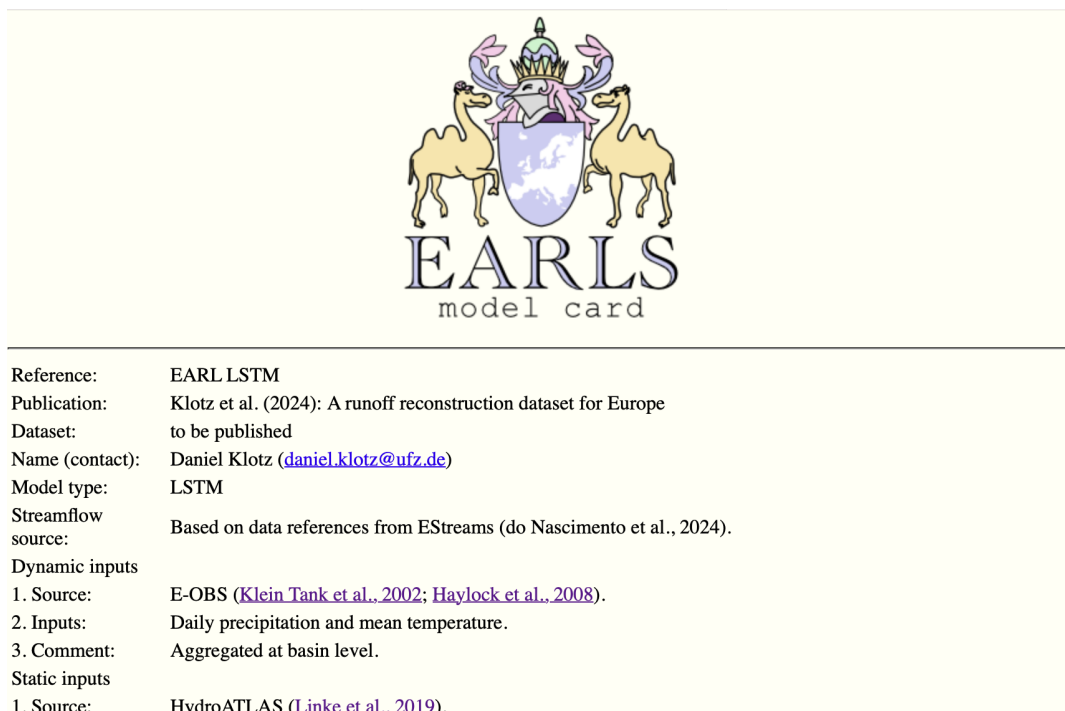 EARLS
model card
Reference: EARL LSTM
Publication: Klotz et al. (2024): A runoff reconstruction dataset for Europe
Dataset: to be published
Name (contact): Daniel Klotz (daniel.klotz@ufz.de)
Model type: LSTM
Streamflow
source: Based on data references from EStreams (do Nascimento et al., 2024).
Dynamic inputs
1. Source: E-OBS (Klein Tank et al., 2002; Haylock et al., 2008).
2. Inputs: Daily precipitation and mean temperature.
3. Comment: Aggregated at basin level.
Static inputs
1. Source: HydroATLAS (Linke et al., 2019).